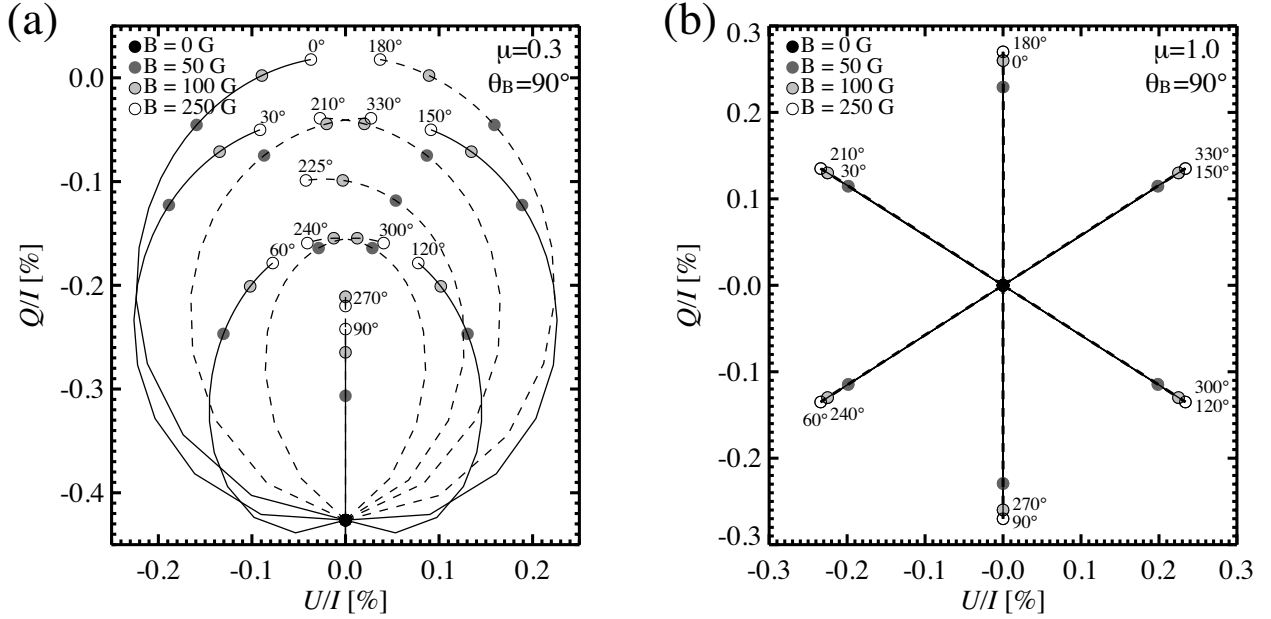 (a)
B = 0 G
B = 50 G
B = 100 G
B = 250 G
μ=0.3
θB=90°
0°
180°
30°
210°
330°
150°
225°
240°
300°
60°
120°
270°
90°
0.0
-0.1
-0.2
-0.3
-0.4
Q/I [%]
-0.2
-0.1
0.0
0.1
0.2
U/I [%]
(b)
B = 0 G
B = 50 G
B = 100 G
B = 250 G
μ=1.0
θB=90°
180°
0°
210°
30°
330°
150°
60°
240°
300°
120°
270°
90°
0.3
0.2
0.1
-0.0
-0.1
-0.2
-0.3
Q/I [%]
-0.3
-0.2
-0.1
-0.0
0.1
0.2
0.3
U/I [%]